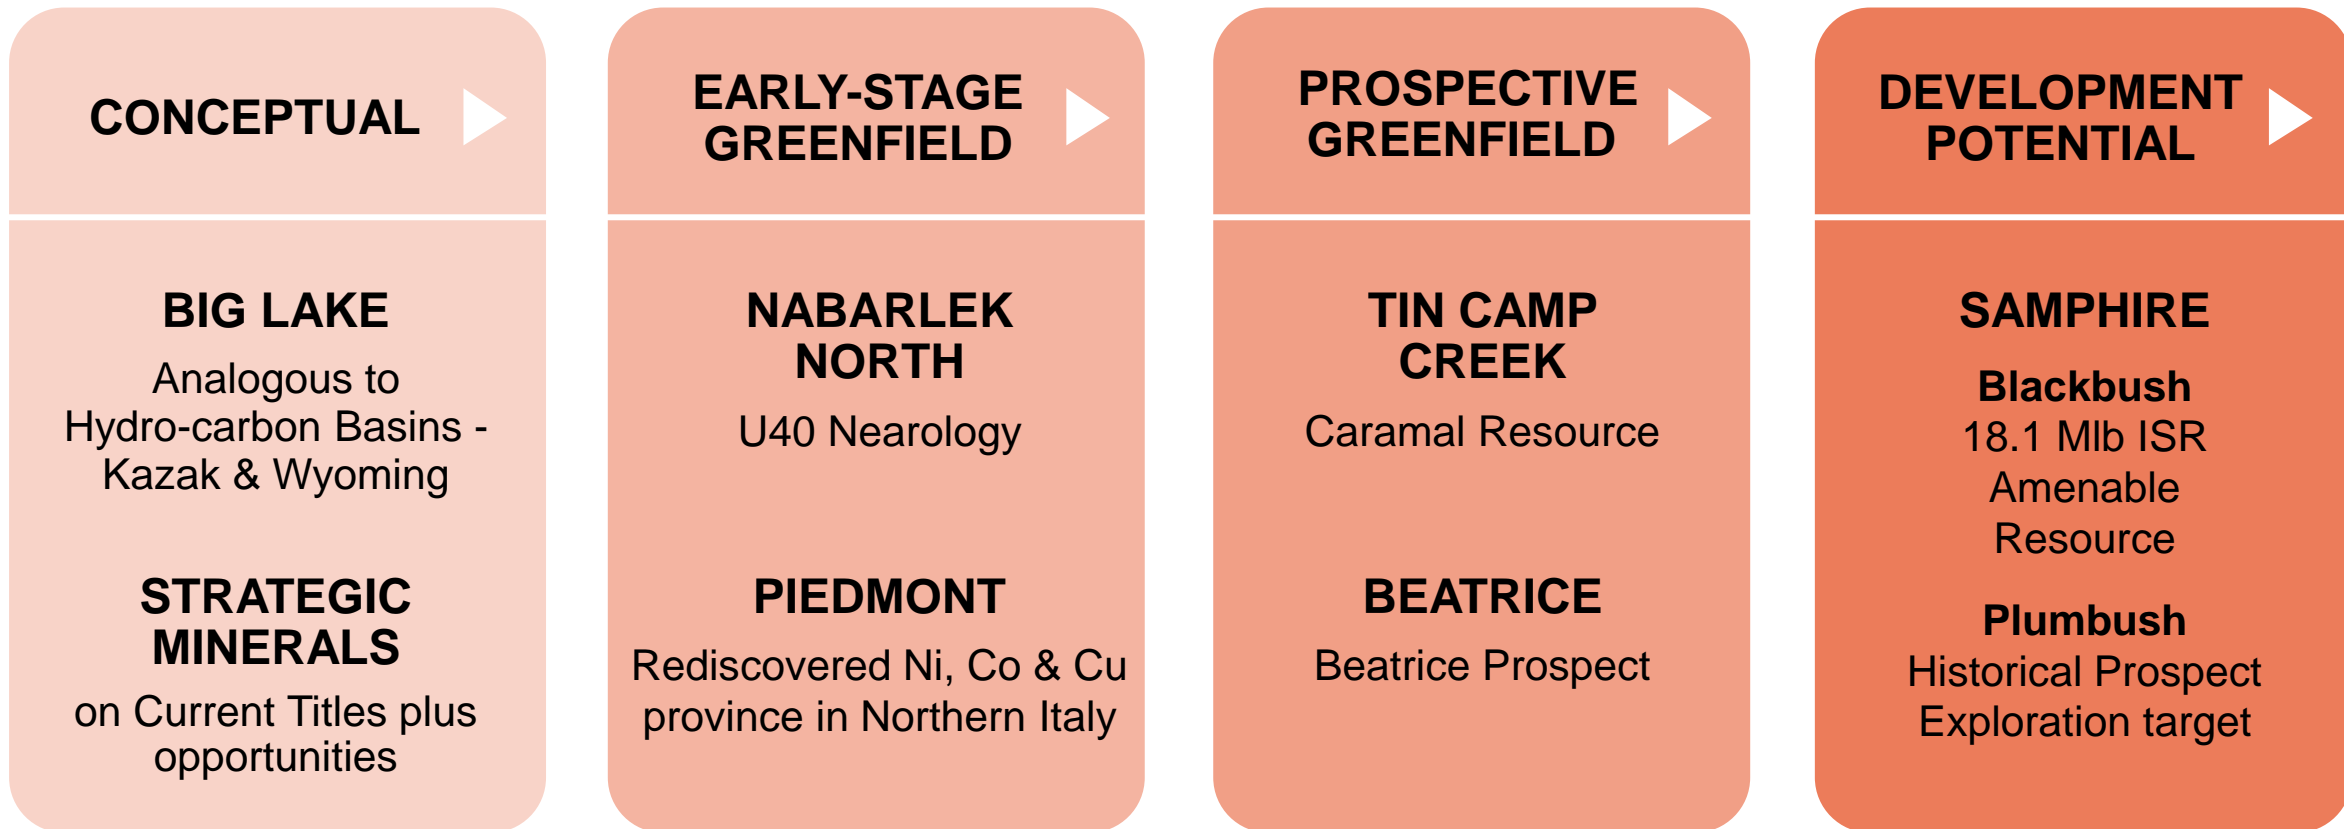 CONCEPTUAL
BIG LAKE
Analogous to
Hydro-carbon Basins -
Kazak & Wyoming
STRATEGIC
MINERALS
on Current Titles plus
opportunities
EARLY-STAGE
GREENFIELD
NABARLEK
NORTH
U40 Nearology
PIEDMONT
Rediscovered Ni, Co & Cu
province in Northern Italy
PROSPECTIVE
GREENFIELD
TIN CAMP
CREEK
Caramal Resource
BEATRICE
Beatrice Prospect
DEVELOPMENT
POTENTIAL
SAMPHIRE
Blackbush
18.1 Mlb ISR
Amenable
Resource
Plumbush
Historical Prospect
Exploration target